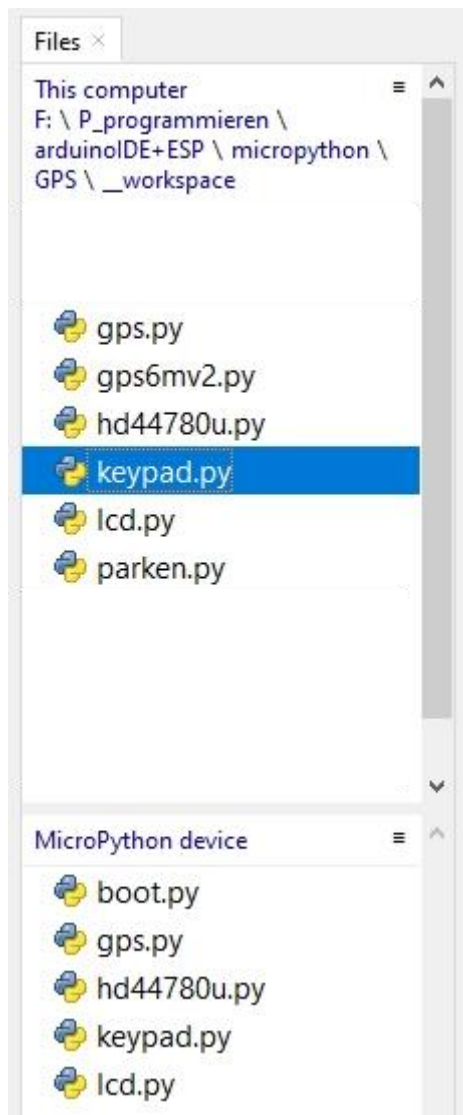 Files ×
This computer
F: \ P_programmieren \
arduinoIDE+ESP \ micropython \
GPS \ __workspace
gps.py
gps6mv2.py
hd44780u.py
keypad.py
lcd.py
parken.py
MicroPython device
boot.py
gps.py
hd44780u.py
keypad.py
lcd.py